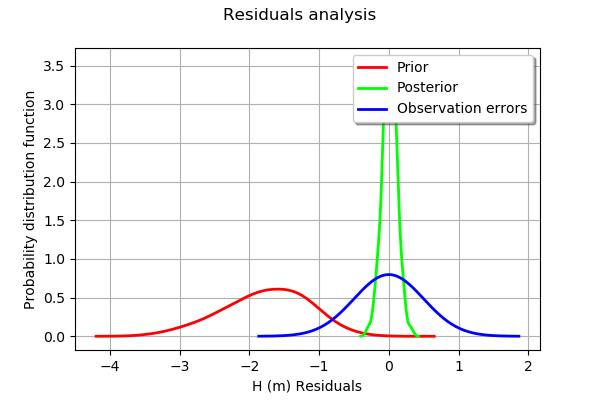 Residuals analysis
Probability distribution function
3.5
3.0
2.5
2.0
1.5
1.0
0.5
0.0
Prior
Posterior
Observation errors
−4 −3 −2 −1 0 1 2
H (m) Residuals